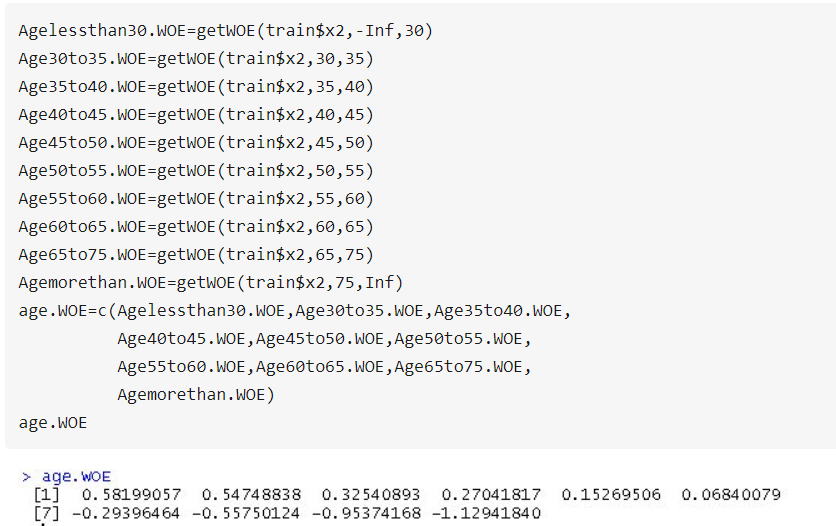 Agelessthan30.WOE=getWOE(train$x2,-Inf,30)
Age30to35.WOE=getWOE(train$x2,30,35)
Age35to40.WOE=getWOE(train$x2,35,40)
Age40to45.WOE=getWOE(train$x2,40,45)
Age45to50.WOE=getWOE(train$x2,45,50)
Age50to55.WOE=getWOE(train$x2,50,55)
Age55to60.WOE=getWOE(train$x2,55,60)
Age60to65.WOE=getWOE(train$x2,60,65)
Age65to75.WOE=getWOE(train$x2,65,75)
Agemorethan.WOE=getWOE(train$x2,75,Inf)
age.WOE=c(Agelessthan30.WOE,Age30to35.WOE,Age35to40.WOE,
Age40to45.WOE,Age45to50.WOE,Age50to55.WOE,
Age55to60.WOE,Age60to65.WOE,Age65to75.WOE,
Agemorethan.WOE)
age.WOE
> age.WOE
[1] 0.58199057 0.54748838 0.32540893 0.27041817 0.15269506 0.06840079
[7] -0.29396464 -0.55750124 -0.95374168 -1.12941840